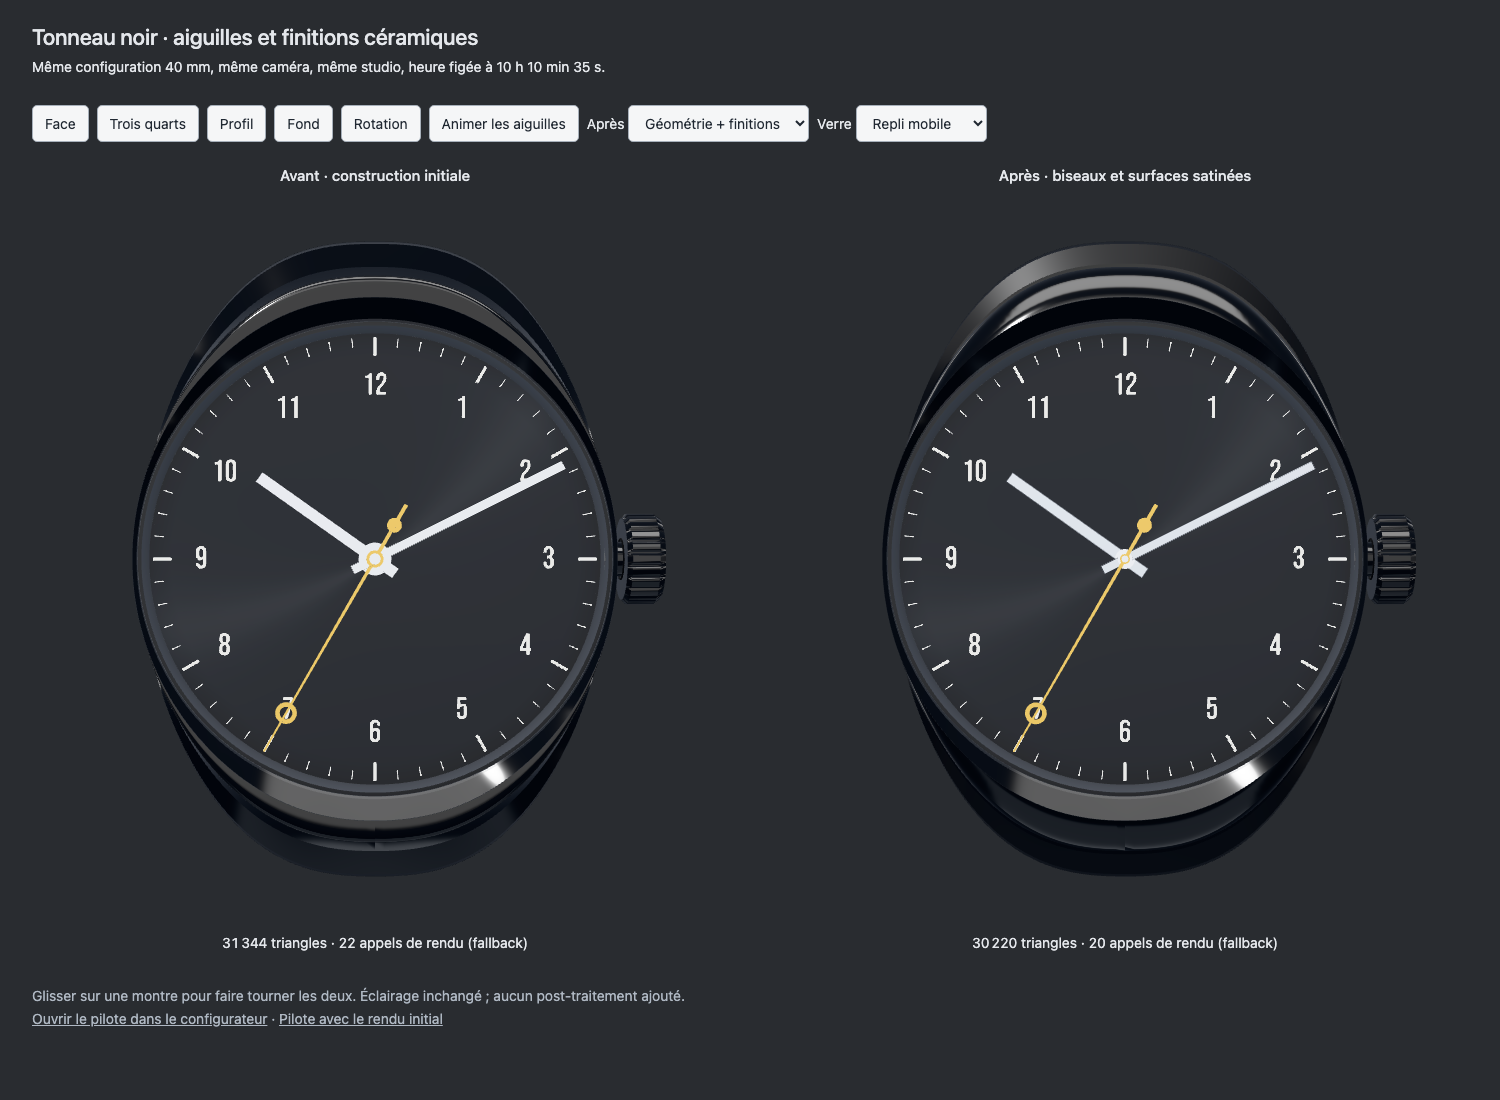 Tonneau noir · aiguilles et finitions céramiques
Même configuration 40 mm, même caméra, même studio, heure figée à 10 h 10 min 35 s.
Face Trois quarts Profil Fond Rotation Animer les aiguilles Après Géométrie + finitions Verre Repli mobile
Avant · construction initiale
12
11 1
10 2
9 3
8 4
7 5
6
Après · biseaux et surfaces satinées
12
11 1
10 2
9 3
8 4
7 5
6
31 344 triangles · 22 appels de rendu (fallback)
30 220 triangles · 20 appels de rendu (fallback)
Glisser sur une montre pour faire tourner les deux. Éclairage inchangé ; aucun post-traitement ajouté.
Ouvrir le pilote dans le configurateur · Pilote avec le rendu initial